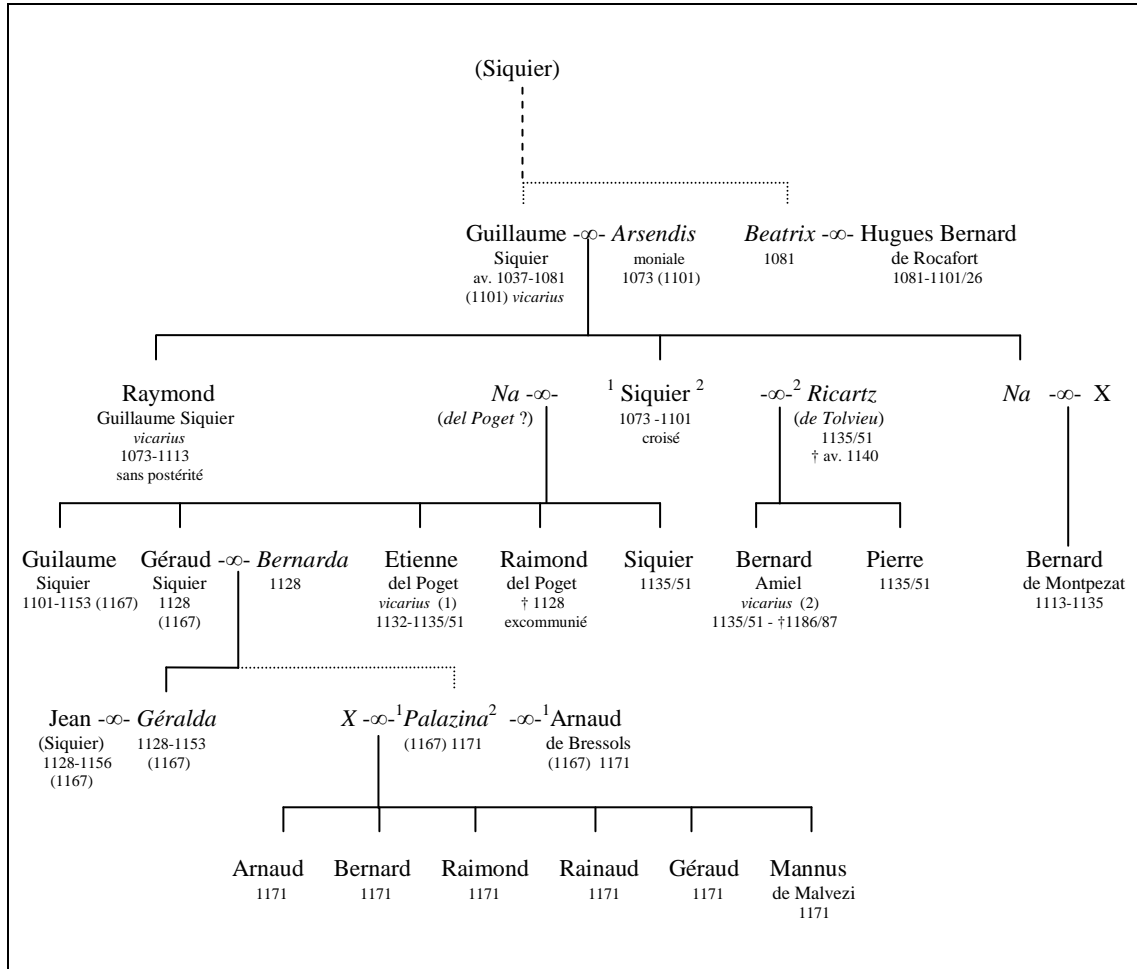 (Siquier)
Guillaume -∞- Arsendis Beatrix -∞- Hugues Bernard
Siquier moniale 1081 de Rocafort
av. 1037-1081 1073 (1101) 1081-1101/26
(1101) vicarius
Raymond Na -∞- 1 Siquier 2 -∞-2 Ricartz Na -∞- X
Guillaume Siquier (del Poget ?) 1073 -1101 (de Tolvieu)
vicarius croisé 1135/51
1073-1113 † av. 1140
sans postérité
Guilaume Géraud -∞- Bernarda Etienne Raimond Siquier Bernard Pierre Bernard
Siquier Siquier 1128 del Poget del Poget 1135/51 Amiel 1135/51 de Montpezat
1101-1153 (1167) 1128 vicarius (1) † 1128 vicarius (2) 1113-1135
(1167) 1132-1135/51 excommunié 1135/51 - †1186/87
Jean -∞- Géralda X -∞-1Palazina2 -∞-1Arnaud
(Siquier) 1128-1153 (1167) 1171 de Bressols
1128-1156 (1167) (1167) 1171
(1167)
Arnaud Bernard Raimond Rainaud Géraud Mannus
1171 1171 1171 1171 1171 de Malvezi
1171